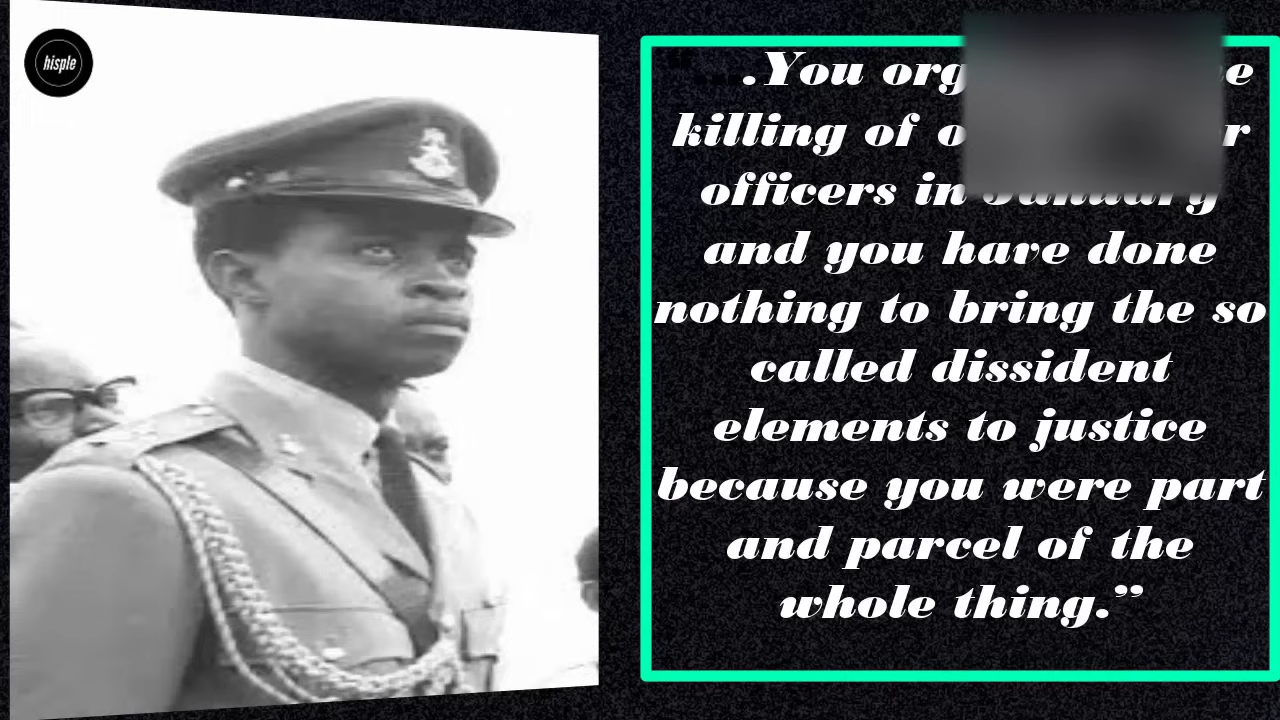 hisple
.You
killing of
officers in
and you have done
nothing to bring the so
called dissident
elements to justice
because you were part
and parcel of the
whole thing.”